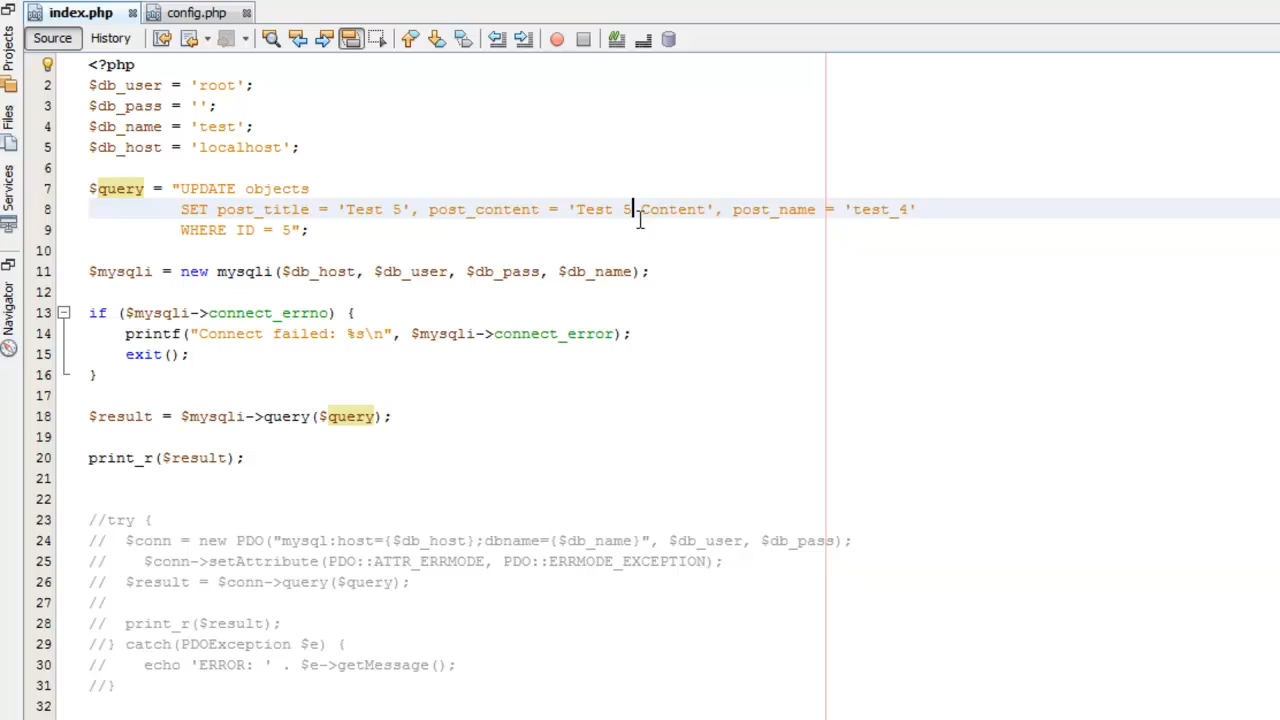 index.php config.php
Source History
Projects
Files
Services
Navigator
<?php
2 $db_user = 'root';
3 $db_pass = '';
4 $db_name = 'test';
5 $db_host = 'localhost';
6
7 $query = "UPDATE objects
8 SET post_title = 'Test 5', post_content = 'Test 5 Content', post_name = 'test_4'
9 WHERE ID = 5";
10
11 $mysqli = new mysqli($db_host, $db_user, $db_pass, $db_name);
12
13 if ($mysqli->connect_errno) {
14 printf("Connect failed: %s\n", $mysqli->connect_error);
15 exit();
16 }
17
18 $result = $mysqli->query($query);
19
20 print_r($result);
21
22
23 //try {
24 // $conn = new PDO("mysql:host={$db_host};dbname={$db_name}", $db_user, $db_pass);
25 // $conn->setAttribute(PDO::ATTR_ERRMODE, PDO::ERRMODE_EXCEPTION);
26 // $result = $conn->query($query);
27 //
28 // print_r($result);
29 //} catch(PDOException $e) {
30 // echo 'ERROR: ' . $e->getMessage();
31 //}
32